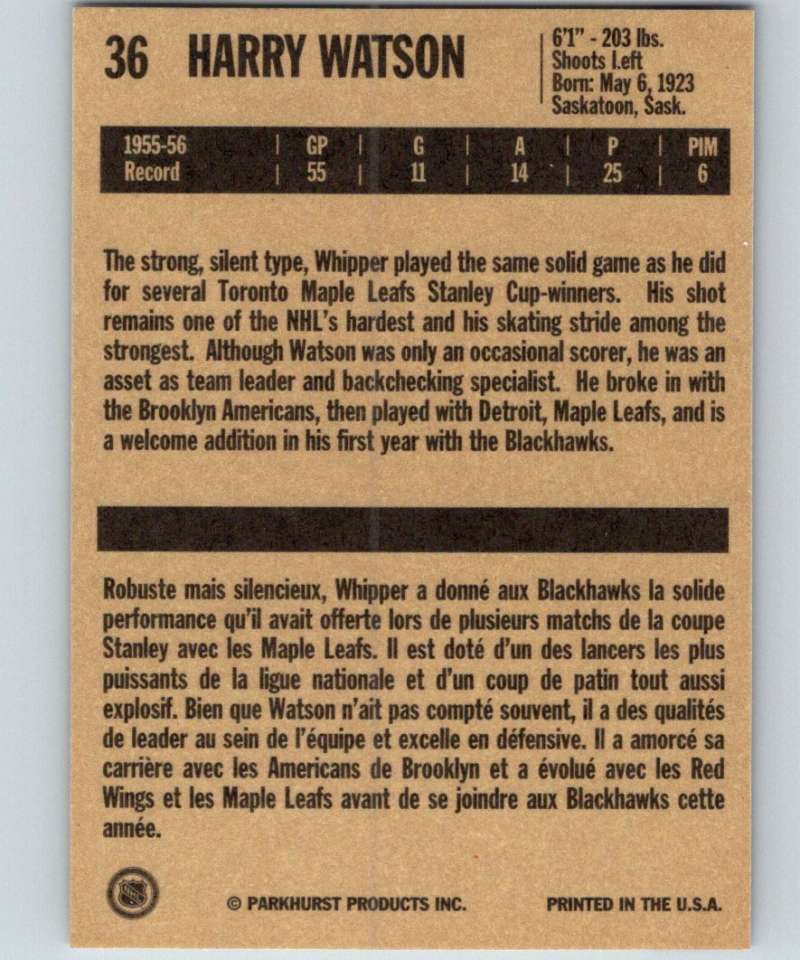 36 HARRY WATSON
6'1" - 203 lbs.
Shoots Left
Born: May 6, 1923
Saskatoon, Sask.
1955-56 | GP | G | A | P | PIM
Record | 55 | 11 | 14 | 25 | 6
The strong, silent type, Whipper played the same solid game as he did
for several Toronto Maple Leafs Stanley Cup-winners. His shot
remains one of the NHL's hardest and his skating stride among the
strongest. Although Watson was only an occasional scorer, he was an
asset as team leader and backchecking specialist. He broke in with
the Brooklyn Americans, then played with Detroit, Maple Leafs, and is
a welcome addition in his first year with the Blackhawks.
Robuste mais silencieux, Whipper a donné aux Blackhawks la solide
performance qu'il avait offerte lors de plusieurs matchs de la coupe
Stanley avec les Maple Leafs. Il est doté d'un des lancers les plus
puissants de la ligue nationale et d'un coup de patin tout aussi
explosif. Bien que Watson n'ait pas compté souvent, il a des qualités
de leader au sein de l'équipe et excelle en défensive. Il a amorcé sa
carrière avec les Americans de Brooklyn et a évolué avec les Red
Wings et les Maple Leafs avant de se joindre aux Blackhawks cette
année.
© PARKHURST PRODUCTS INC. PRINTED IN THE U.S.A.